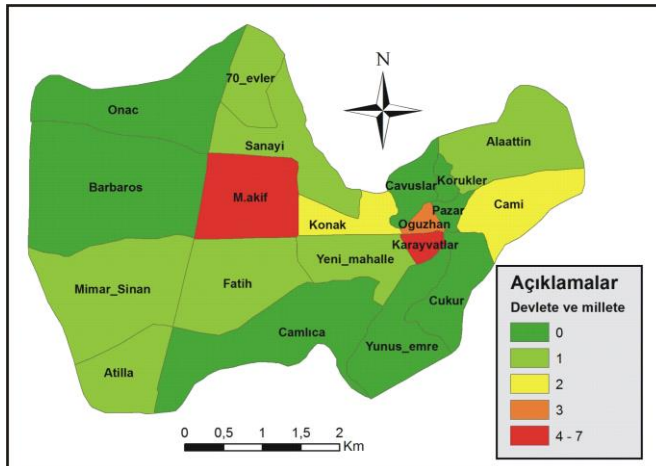 N
70_evler
Onac
Sanayi
Alaattin
Barbaros
M.akif
Cavuslar
Korukler
Pazar
Cami
Konak
Oguzhan
Karayvatlar
Yeni_mahalle
Mimar_Sinan
Fatih
Cukur
Camlıca
Yunus_emre
Atilla
0 0,5 1 1,5 2
Km
Açıklamalar
Devlete ve millete
0
1
2
3
4 - 7